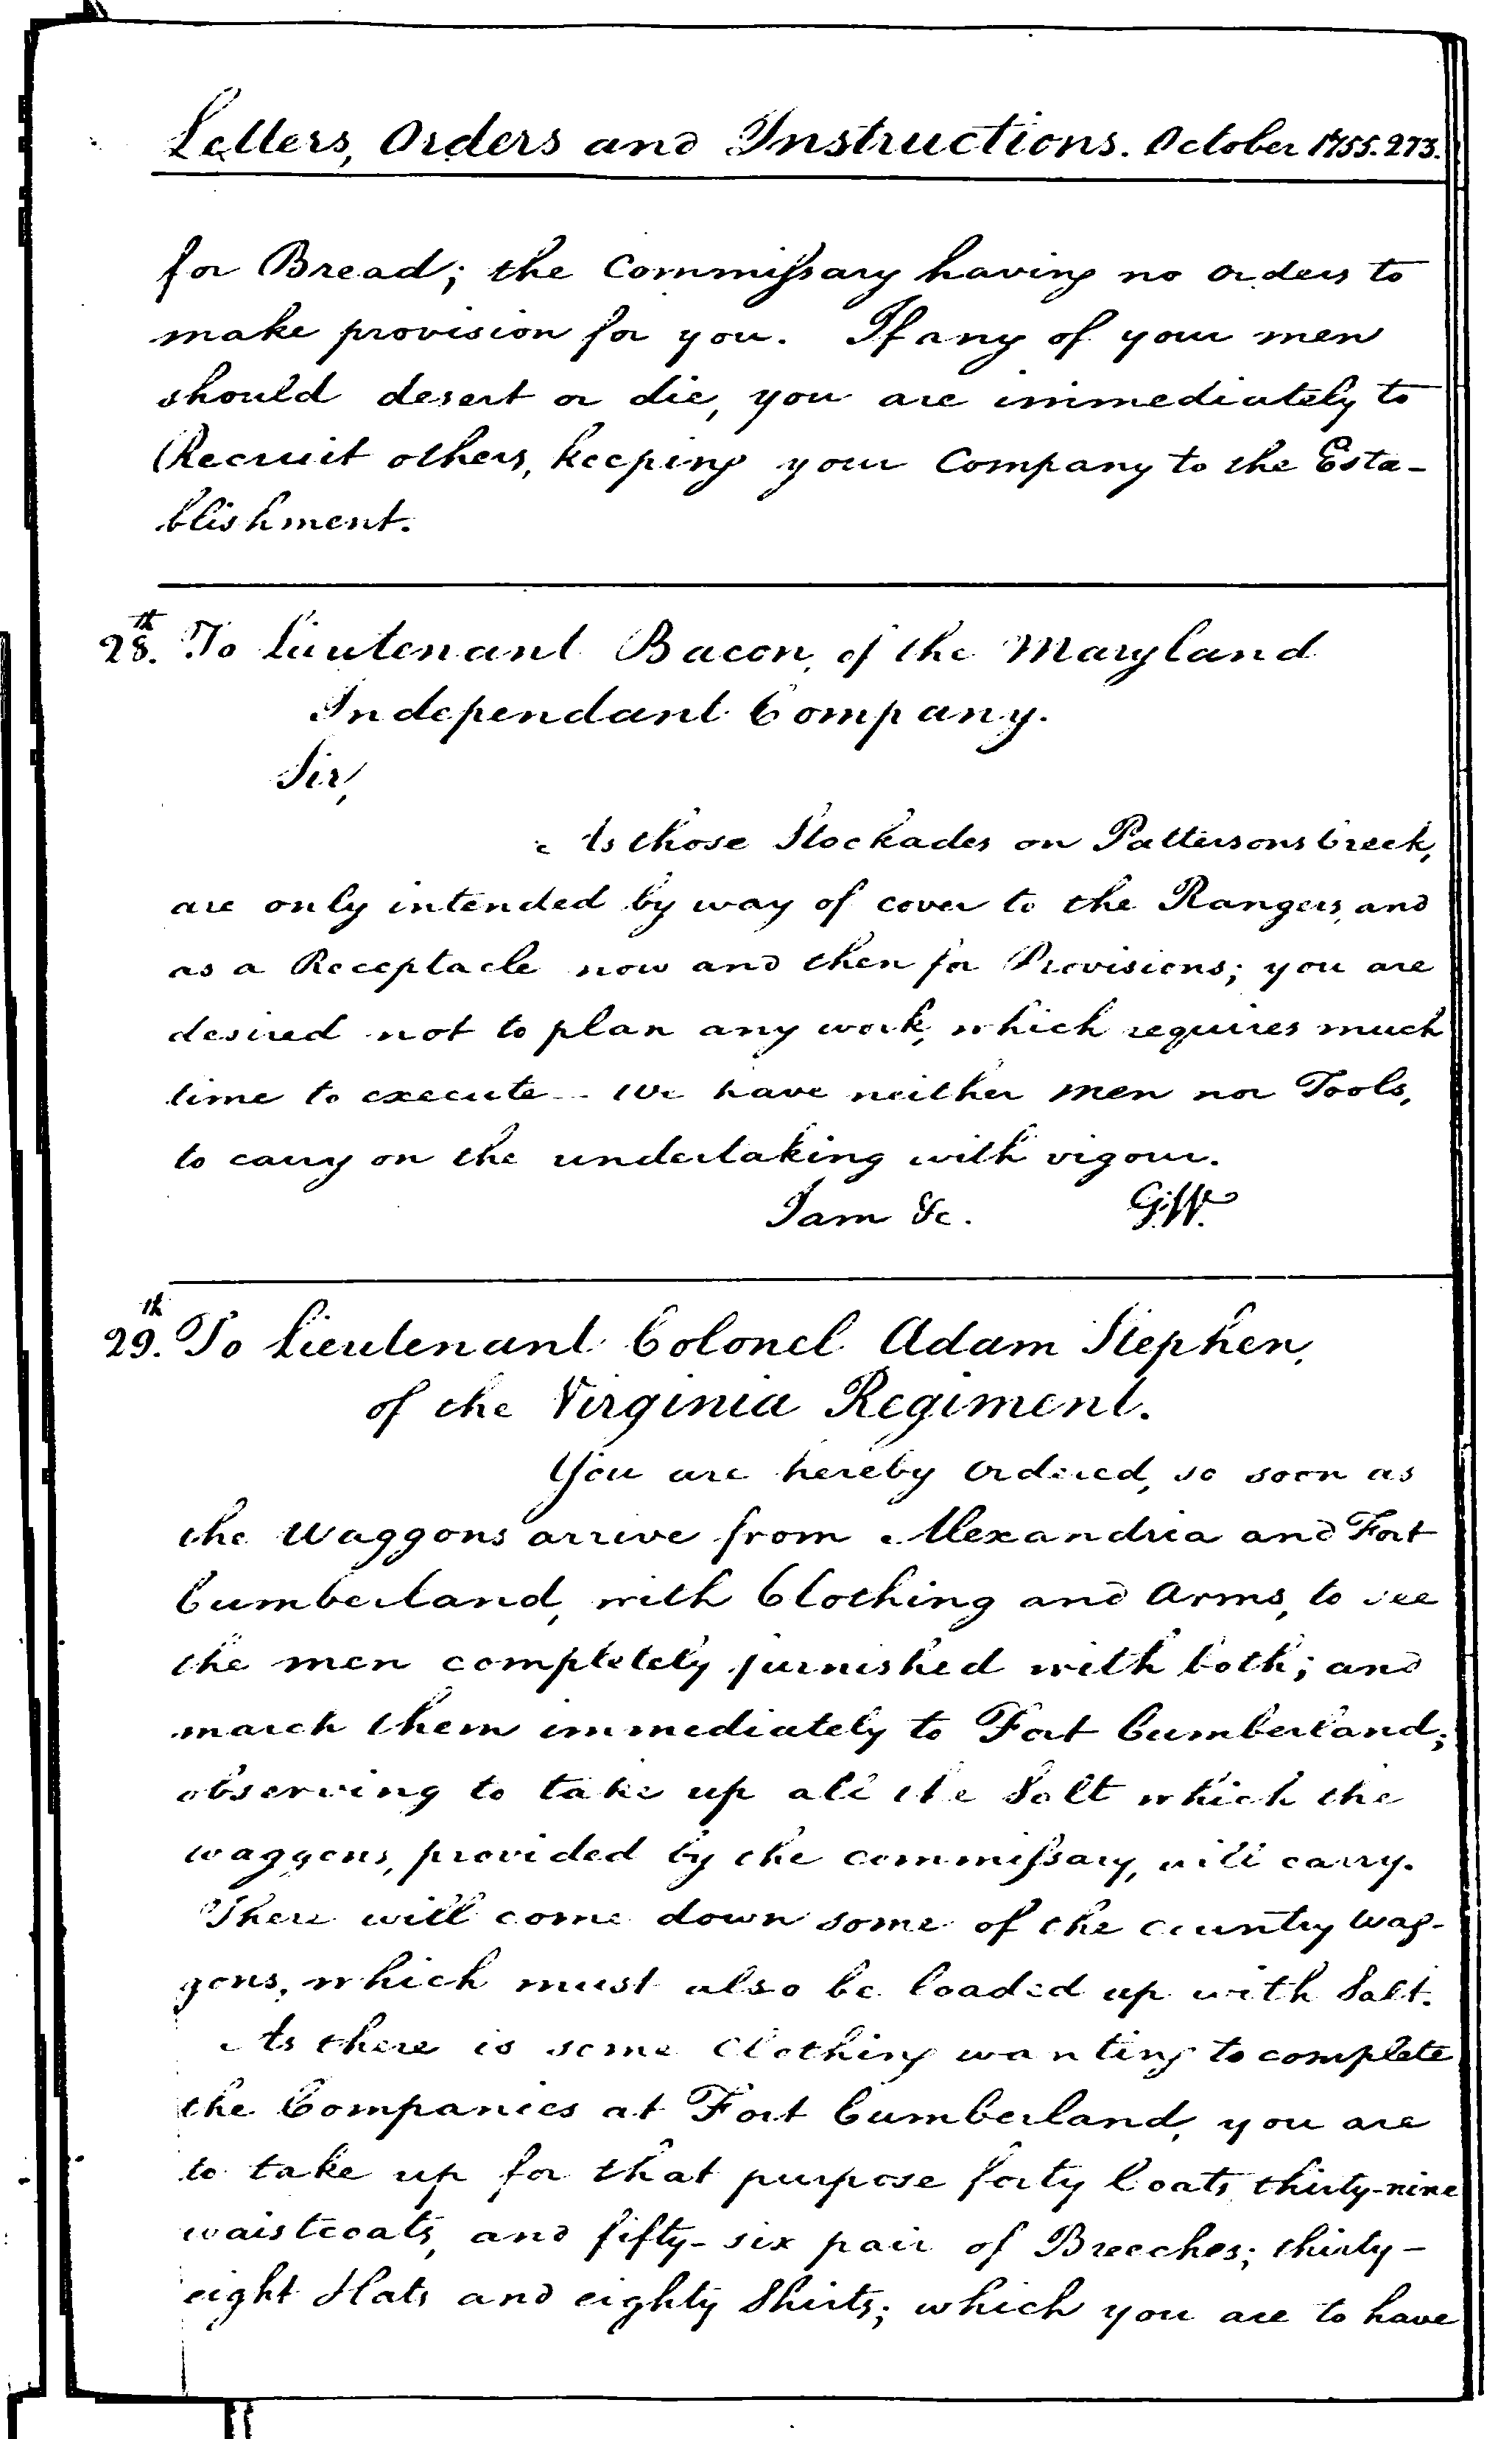 Letters, Orders and Instructions. October 1755. 273.
for Bread; the Commissary having no orders to
make provision for you. If any of your men
should desert or die, you are immediately to
Recruit others, keeping your Company to the Esta-
blishment.
28.th To Lieutenant Bacon, of the Maryland
Independant Company.
Sir,
As those Stockades on Pattersons Creek,
are only intended by way of cover to the Rangers, and
as a Receptacle now and then for Provisions; you are
desired not to plan any work, which requires much
time to execute -- We have neither men nor Tools,
to carry on the undertaking with vigour.
I am &c. G:W.
29.th To Lieutenant Colonel Adam Stephen,
of the Virginia Regiment.
You are hereby Ordered, so soon as
the Waggons arrive from Alexandria and Fort
Cumberland, with Clothing and Arms, to see
the men completely furnished with both; and
march them immediately to Fort Cumberland;
observing to take up all the Salt which the
waggons, provided by the commissary, will carry.
There will come down some of the country Wag-
gons, which must also be loaded up with Salt.
As there is some Clothing wanting to complete
the Companies at Fort Cumberland, you are
to take up for that purpose forty Coats, thirty-nine
waistcoats, and fifty-six pair of Breeches; thirty-
eight Hats and eighty Shirts; which you are to have